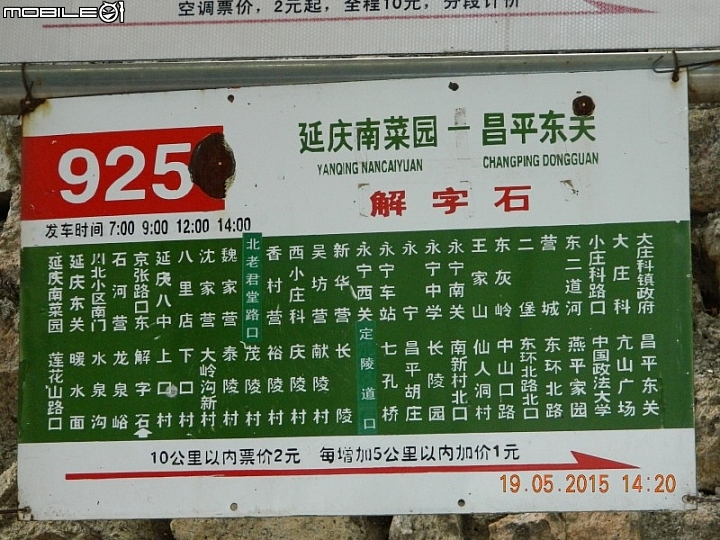 MOBILE01
空调票价，2元起，全程10元，分段计价
925
延庆南菜园 — 昌平东关
YANQING NANCAIYUAN CHANGPING DONGGUAN
解字石
发车时间 7:00 9:00 12:00 14:00
延庆南菜园
延庆东关
川北小区南门
石河营
京张路口东
延庆八中
八里店
沈家营
魏家营
北老君堂路口
香村营
西小庄科
吴坊营
新华营
永宁西关
永宁车站
永宁
永宁中学
永宁南关
王家山
东灰岭
二堡
营城
东二道河
小庄科路口
大庄科
大庄科镇政府
莲花山路口
暖水面
水泉沟
龙泉峪
解字石
上口村
下口村
大岭沟新村
泰陵村
茂陵村
裕陵村
庆陵村
献陵村
长陵
定陵道口
七孔桥
昌平胡庄
长陵园
南新村北口
仙人洞村
中山口路
东环北路北口
东环北路
燕平家园
中国政法大学
亢山广场
昌平东关
10公里以内票价2元 每增加5公里以内加价1元
19.05.2015 14:20